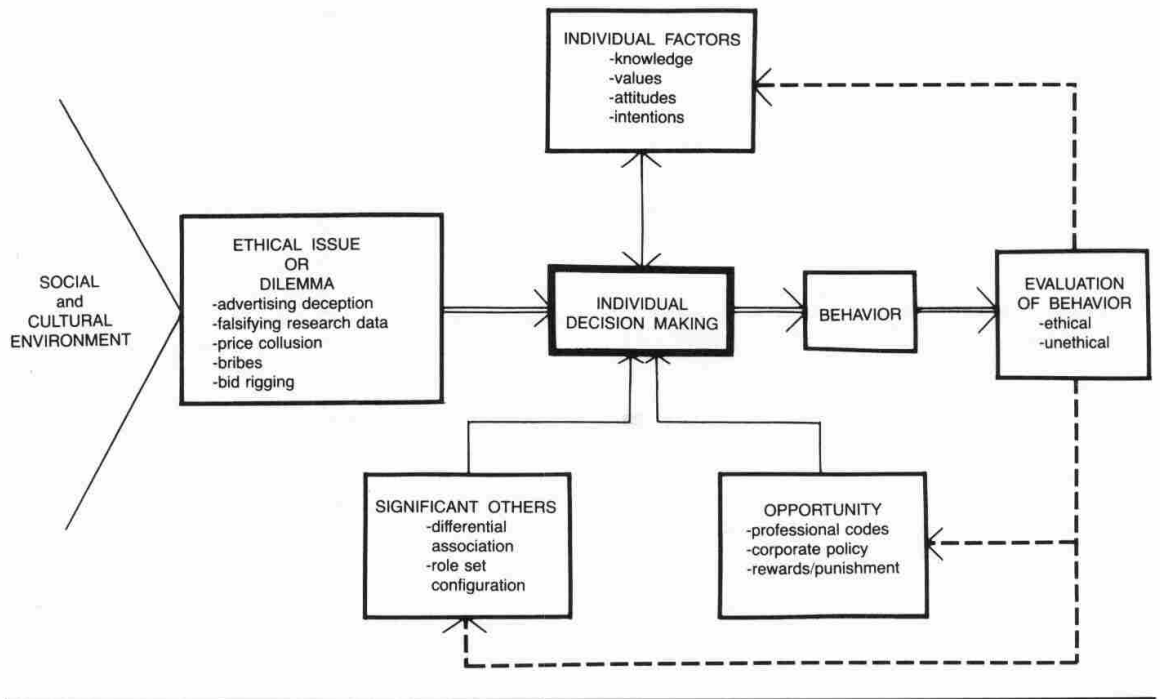 INDIVIDUAL FACTORS
-knowledge
-values
-attitudes
-intentions
SOCIAL
and
CULTURAL
ENVIRONMENT
ETHICAL ISSUE
OR
DILEMMA
-advertising deception
-falsifying research data
-price collusion
-bribes
-bid rigging
INDIVIDUAL
DECISION MAKING
BEHAVIOR
EVALUATION
OF BEHAVIOR
-ethical
-unethical
SIGNIFICANT OTHERS
-differential
association
-role set
configuration
OPPORTUNITY
-professional codes
-corporate policy
-rewards/punishment